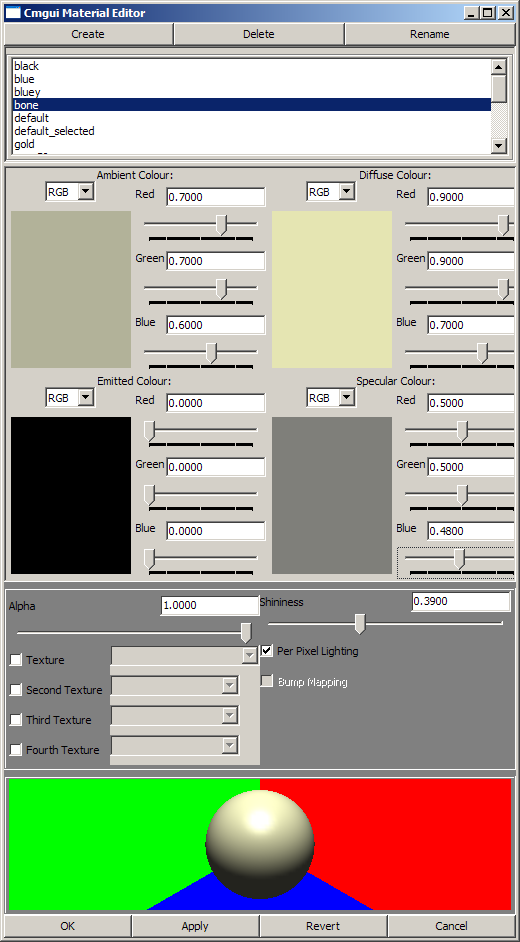 Cmgui Material Editor
Create Delete Rename
black
blue
bluey
bone
default
default_selected
gold
Ambient Colour: Diffuse Colour:
RGB Red 0.7000 RGB Red 0.9000
Green 0.7000 Green 0.9000
Blue 0.6000 Blue 0.7000
Emitted Colour: Specular Colour:
RGB Red 0.0000 RGB Red 0.5000
Green 0.0000 Green 0.5000
Blue 0.0000 Blue 0.4800
Alpha 1.0000 Shininess 0.3900
Texture Per Pixel Lighting
Second Texture Bump Mapping
Third Texture
Fourth Texture
OK Apply Revert Cancel